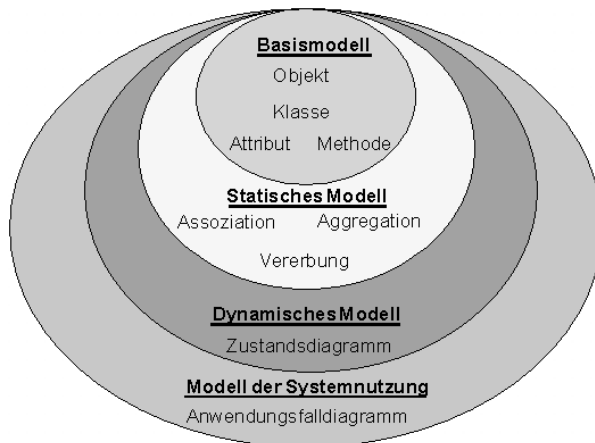 Basismodell
Objekt
Klasse
Attribut Methode
Statisches Modell
Assoziation Aggregation
Vererbung
Dynamisches Modell
Zustandsdiagramm
Modell der Systemnutzung
Anwendungsfalldiagramm